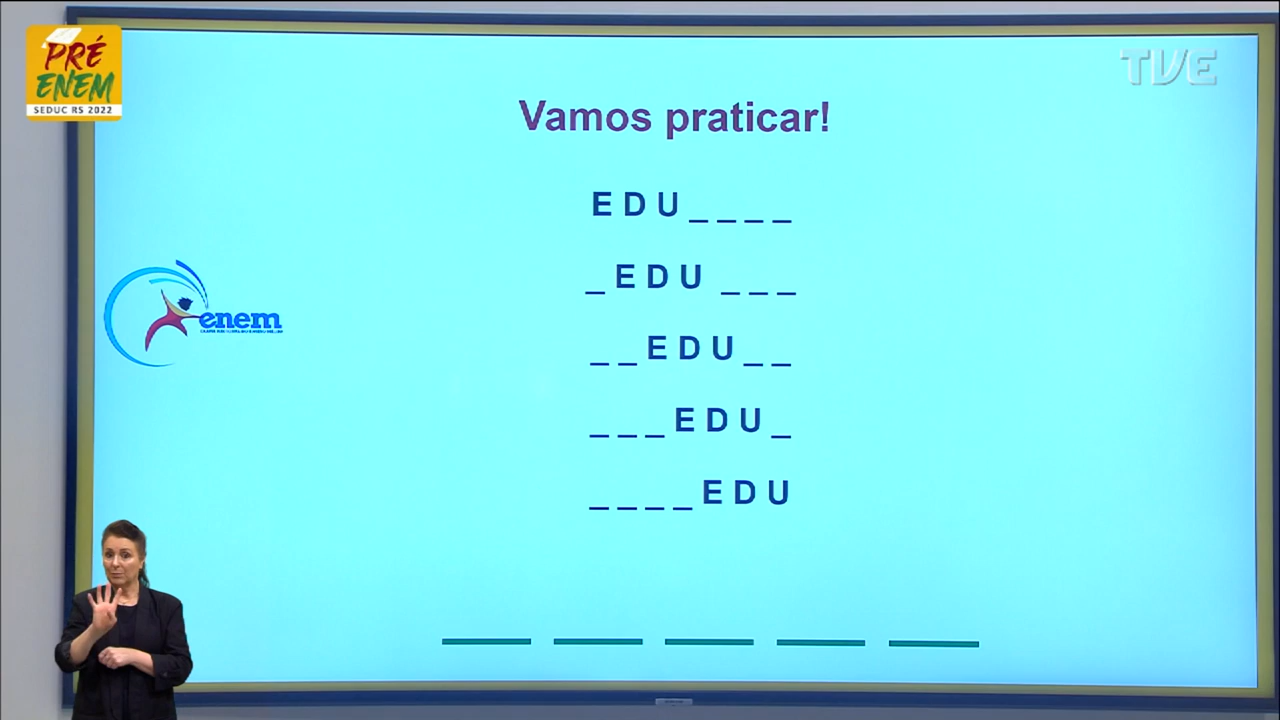 PRÉ
ENEM
SEDUC RS 2022
TVE
Vamos praticar!
E D U _ _ _ _
_ E D U _ _ _
_ _ E D U _ _
_ _ _ E D U _
_ _ _ _ E D U
enem